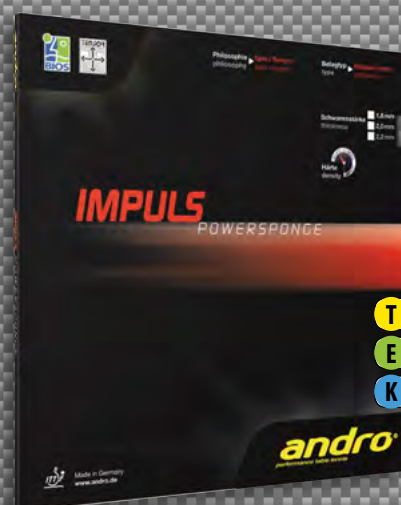 BIOS
TENSOR
Philosophie
philosophy
Belagtyp
type
Schwammstärke
thickness
1,8 mm
2,0 mm
2,2 mm
Härte
density
IMPULS
POWERSPONGE
T
E
K
andro
performance table tennis
Made in Germany
www.andro.de